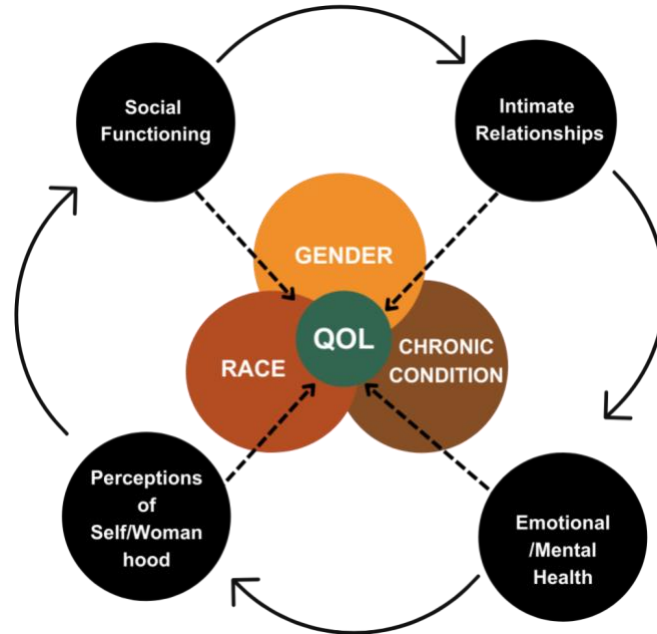 Social
Functioning
Intimate
Relationships
GENDER
QOL
RACE
CHRONIC
CONDITION
Perceptions
of
Self/Woman
hood
Emotional
/Mental
Health